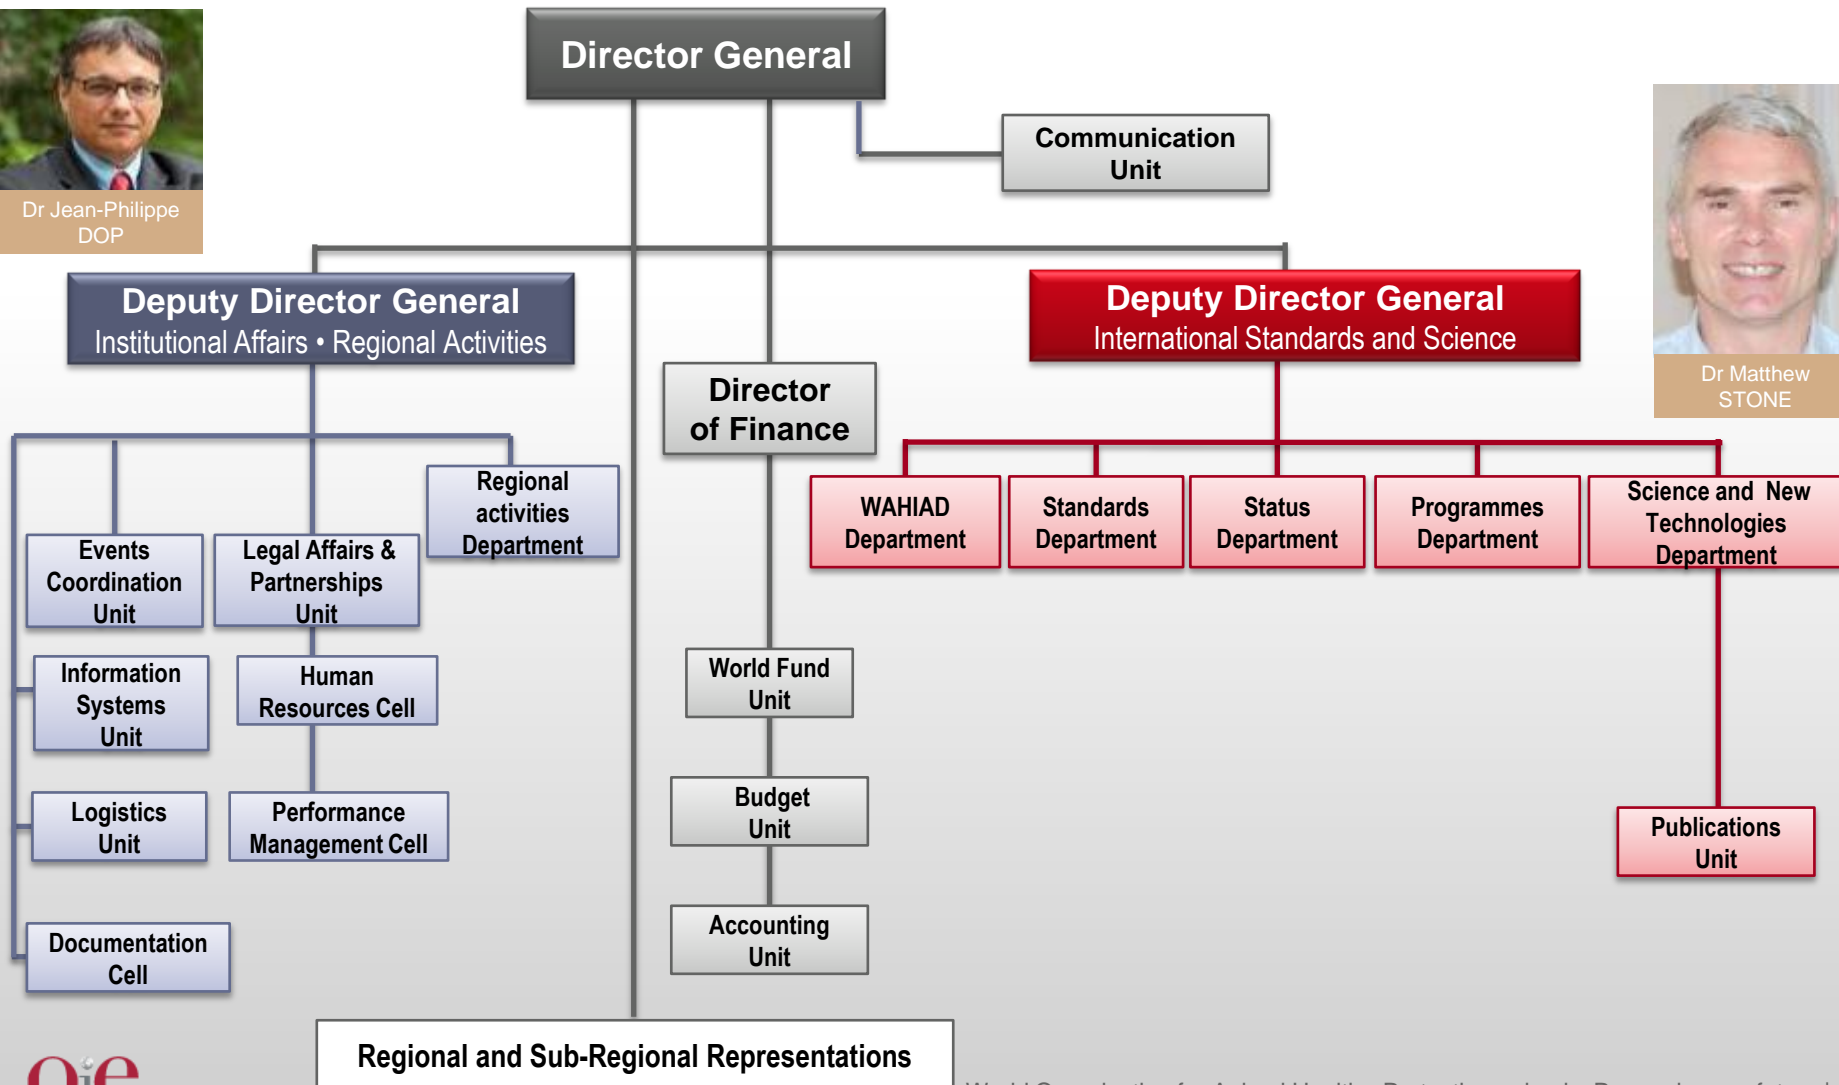 Director General
Communication
Unit
Dr Jean-Philippe
DOP
Deputy Director General
Institutional Affairs • Regional Activities
Deputy Director General
International Standards and Science
Dr Matthew
STONE
Director
of Finance
Regional
activities
Department
Events
Coordination
Unit
Legal Affairs &
Partnerships
Unit
Information
Systems
Unit
Human
Resources Cell
Logistics
Unit
Performance
Management Cell
Documentation
Cell
World Fund
Unit
Budget
Unit
Accounting
Unit
WAHIAD
Department
Standards
Department
Status
Department
Programmes
Department
Science and New
Technologies
Department
Publications
Unit
Regional and Sub-Regional Representations
oie